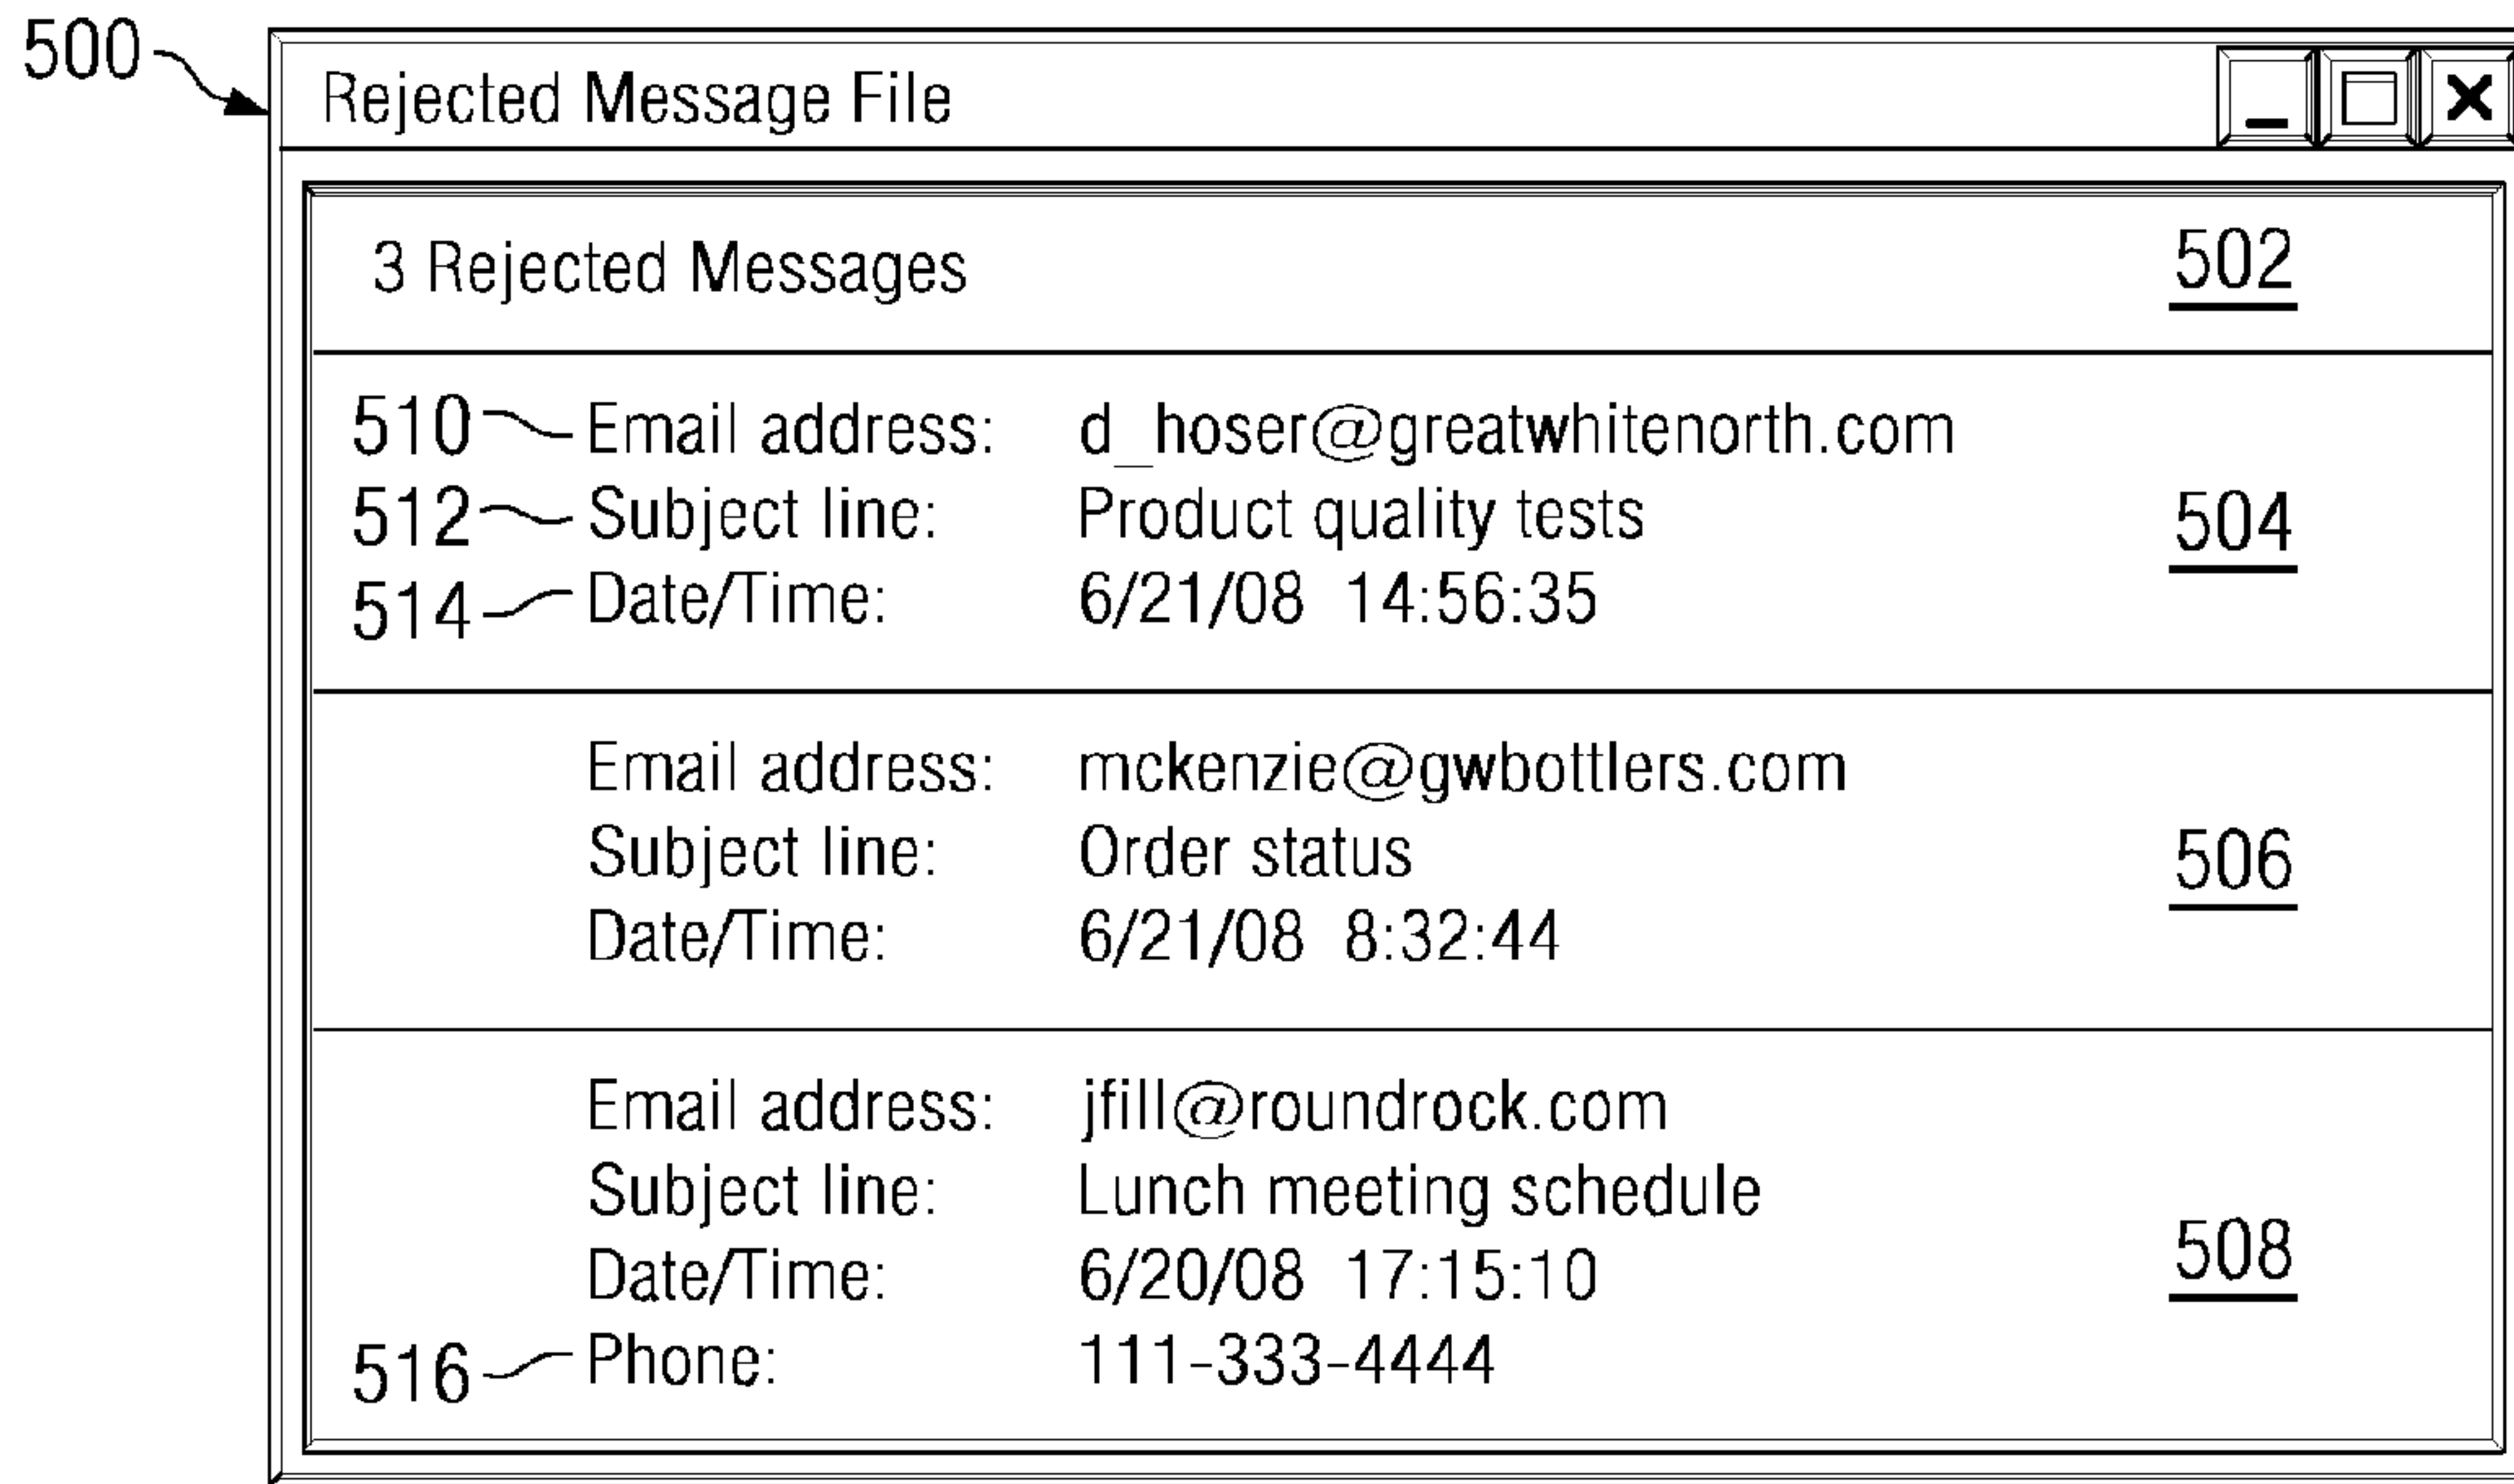 500
Rejected Message File
3 Rejected Messages 502
510 Email address: d_hoser@greatwhitenorth.com
512 Subject line: Product quality tests 504
514 Date/Time: 6/21/08 14:56:35
Email address: mckenzie@gwbottlers.com
Subject line: Order status 506
Date/Time: 6/21/08 8:32:44
Email address: jfill@roundrock.com
Subject line: Lunch meeting schedule
Date/Time: 6/20/08 17:15:10 508
516 Phone: 111-333-4444